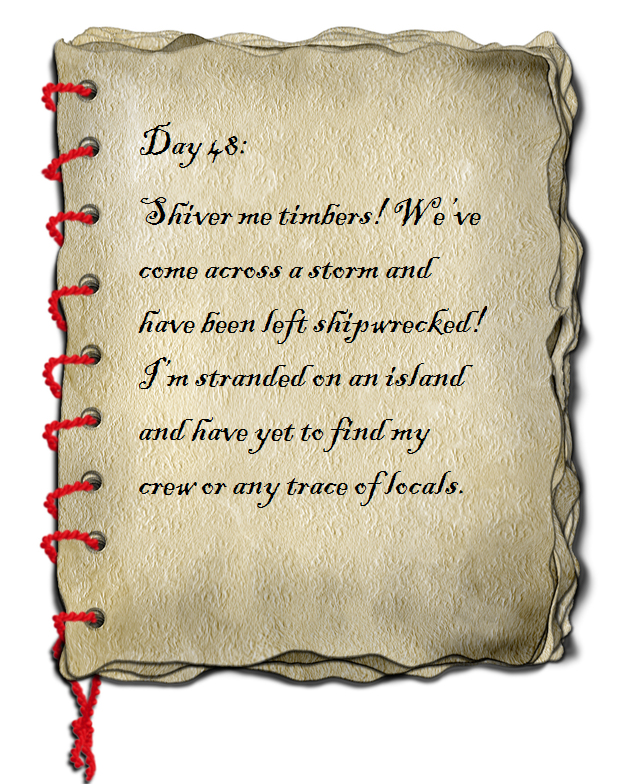 Day 48:
Shiver me timbers! We've
come across a storm and
have been left shipwrecked!
I'm stranded on an island
and have yet to find my
crew or any trace of locals.